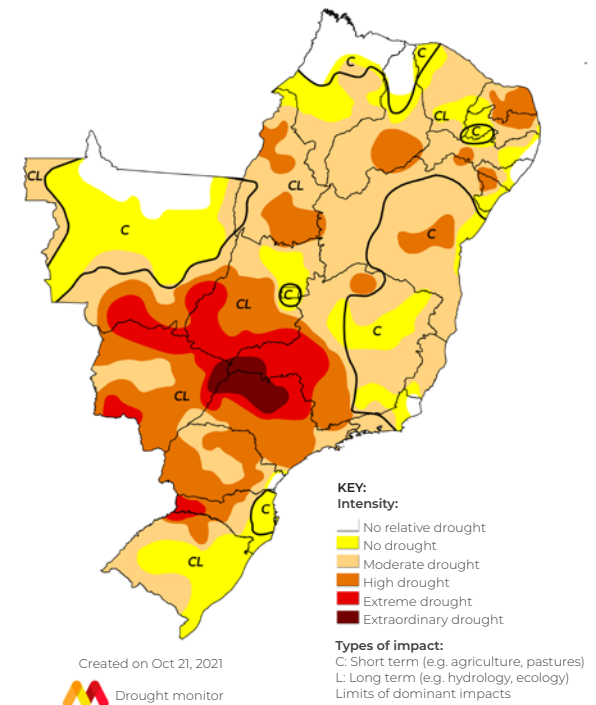 C
C
CL
C
CL
CL
C
C
CL
C
C
CL
C
CL
KEY:
Intensity:
No relative drought
No drought
Moderate drought
High drought
Extreme drought
Extraordinary drought
Types of impact:
C: Short term (e.g. agriculture, pastures)
L: Long term (e.g. hydrology, ecology)
Limits of dominant impacts
Created on Oct 21, 2021
Drought monitor